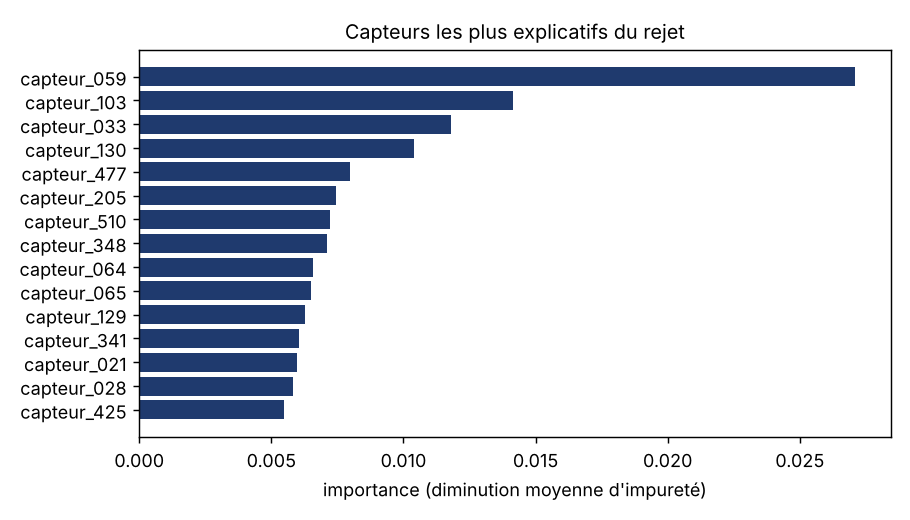 Capteurs les plus explicatifs du rejet
capteur_059
capteur_103
capteur_033
capteur_130
capteur_477
capteur_205
capteur_510
capteur_348
capteur_064
capteur_065
capteur_129
capteur_341
capteur_021
capteur_028
capteur_425
0.000 0.005 0.010 0.015 0.020 0.025
importance (diminution moyenne d'impureté)